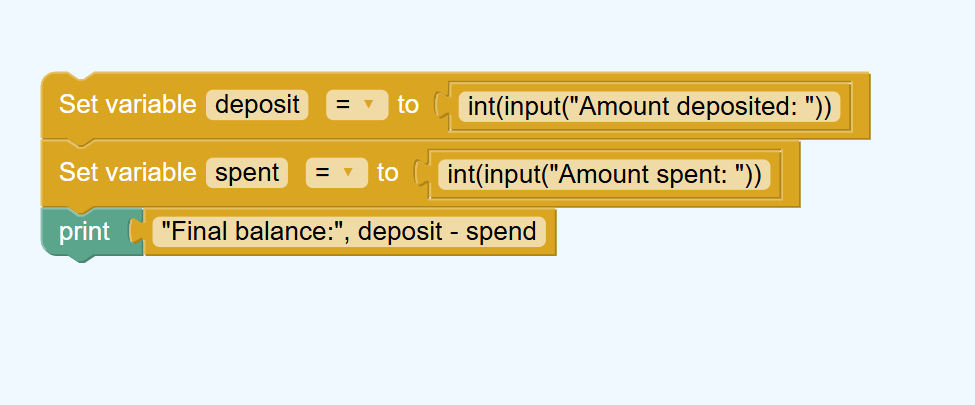 Set variable deposit = ▾ to int(input("Amount deposited: "))
Set variable spent = ▾ to int(input("Amount spent: "))
print "Final balance:", deposit - spend